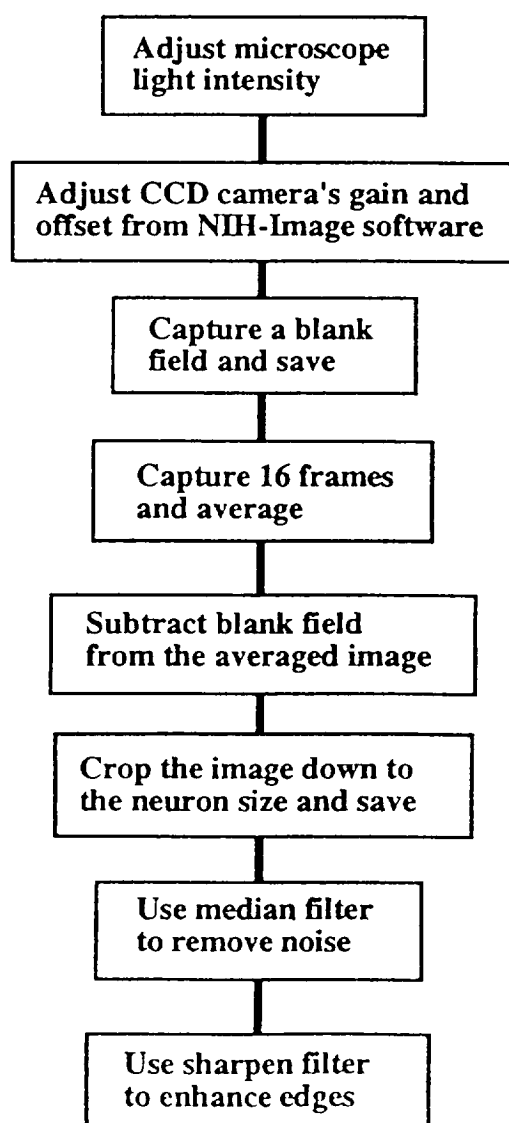 Adjust microscope
light intensity
Adjust CCD camera's gain and
offset from NIH-Image software
Capture a blank
field and save
Capture 16 frames
and average
Subtract blank field
from the averaged image
Crop the image down to
the neuron size and save
Use median filter
to remove noise
Use sharpen filter
to enhance edges